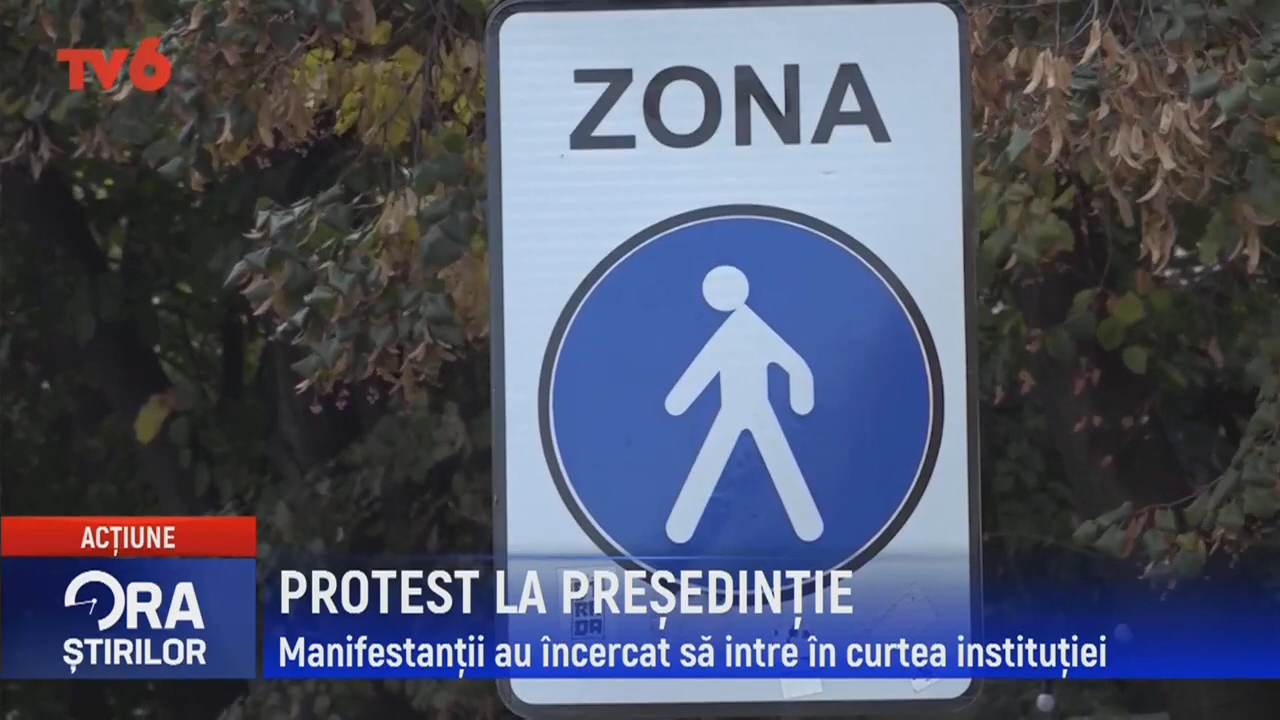 TV6
ZONA
ACȚIUNE
ORA
ȘTIRILOR
PROTEST LA PREȘEDINȚIE
Manifestanții au încercat să intre în curtea instituției